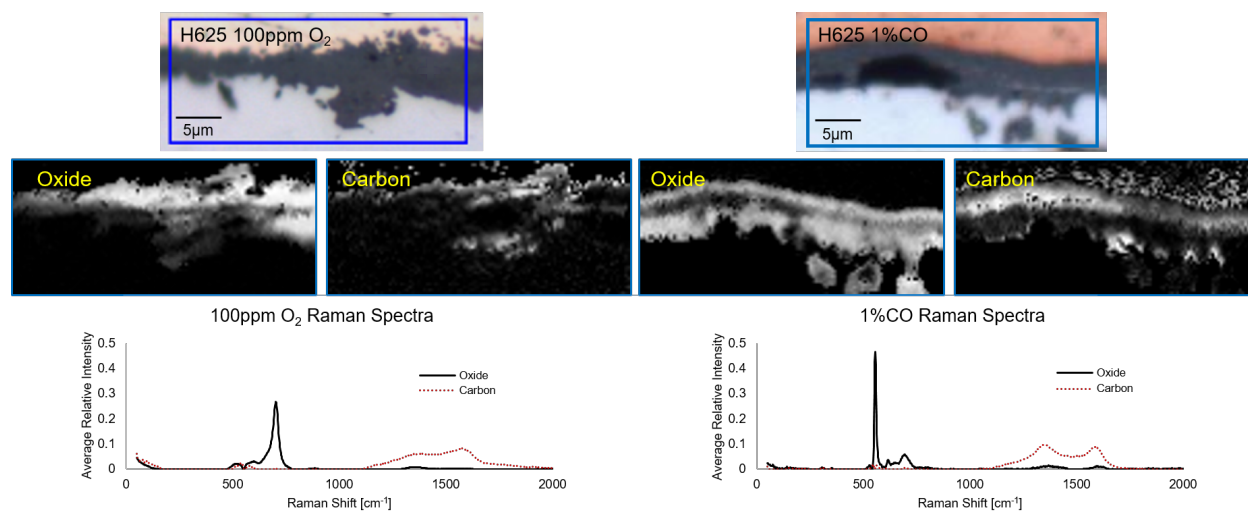 H625 100ppm O₂
5μm
H625 1%CO
5μm
Oxide
Carbon
Oxide
Carbon
100ppm O₂ Raman Spectra
Average Relative Intensity
0.5
0.4
0.3
0.2
0.1
0
0
500
1000
1500
2000
Oxide
Carbon
Raman Shift [cm⁻¹]
1%CO Raman Spectra
Average Relative Intensity
0.5
0.4
0.3
0.2
0.1
0
0
500
1000
1500
2000
Oxide
Carbon
Raman Shift [cm⁻¹]